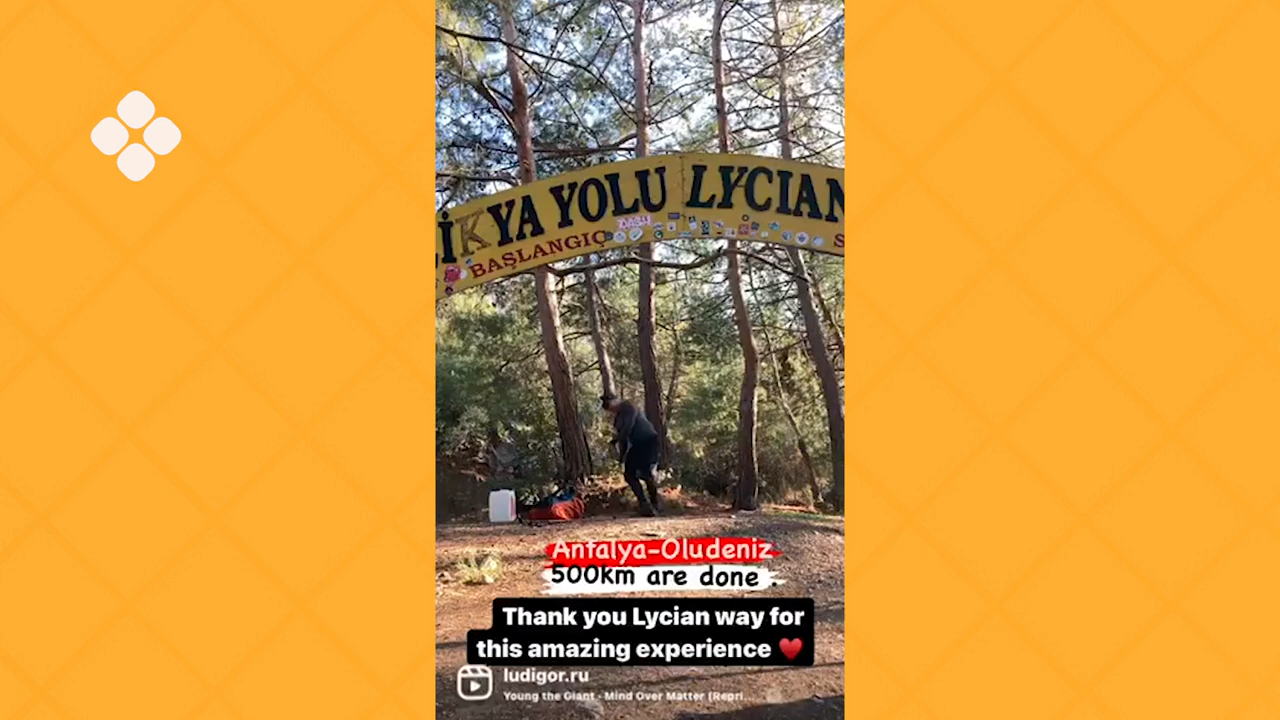 İKYA YOLU LYCIAN
BAŞLANGIÇ S
Antalya-Oludeniz
500km are done .
Thank you Lycian way for
this amazing experience ♥
ludigor.ru
Young the Giant · Mind Over Matter (Repri...